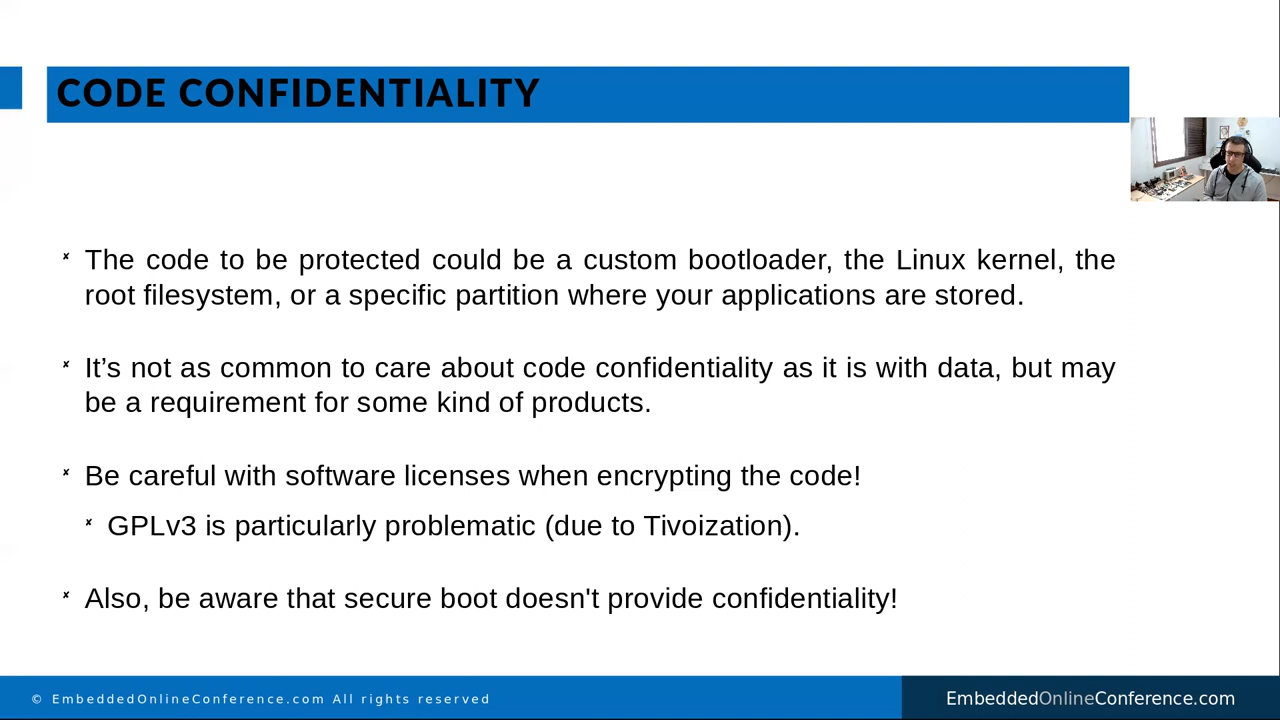 CODE CONFIDENTIALITY
✗ The code to be protected could be a custom bootloader, the Linux kernel, the
root filesystem, or a specific partition where your applications are stored.
✗ It’s not as common to care about code confidentiality as it is with data, but may
be a requirement for some kind of products.
✗ Be careful with software licenses when encrypting the code!
✗ GPLv3 is particularly problematic (due to Tivoization).
✗ Also, be aware that secure boot doesn't provide confidentiality!
© EmbeddedOnlineConference.com All rights reserved
EmbeddedOnlineConference.com